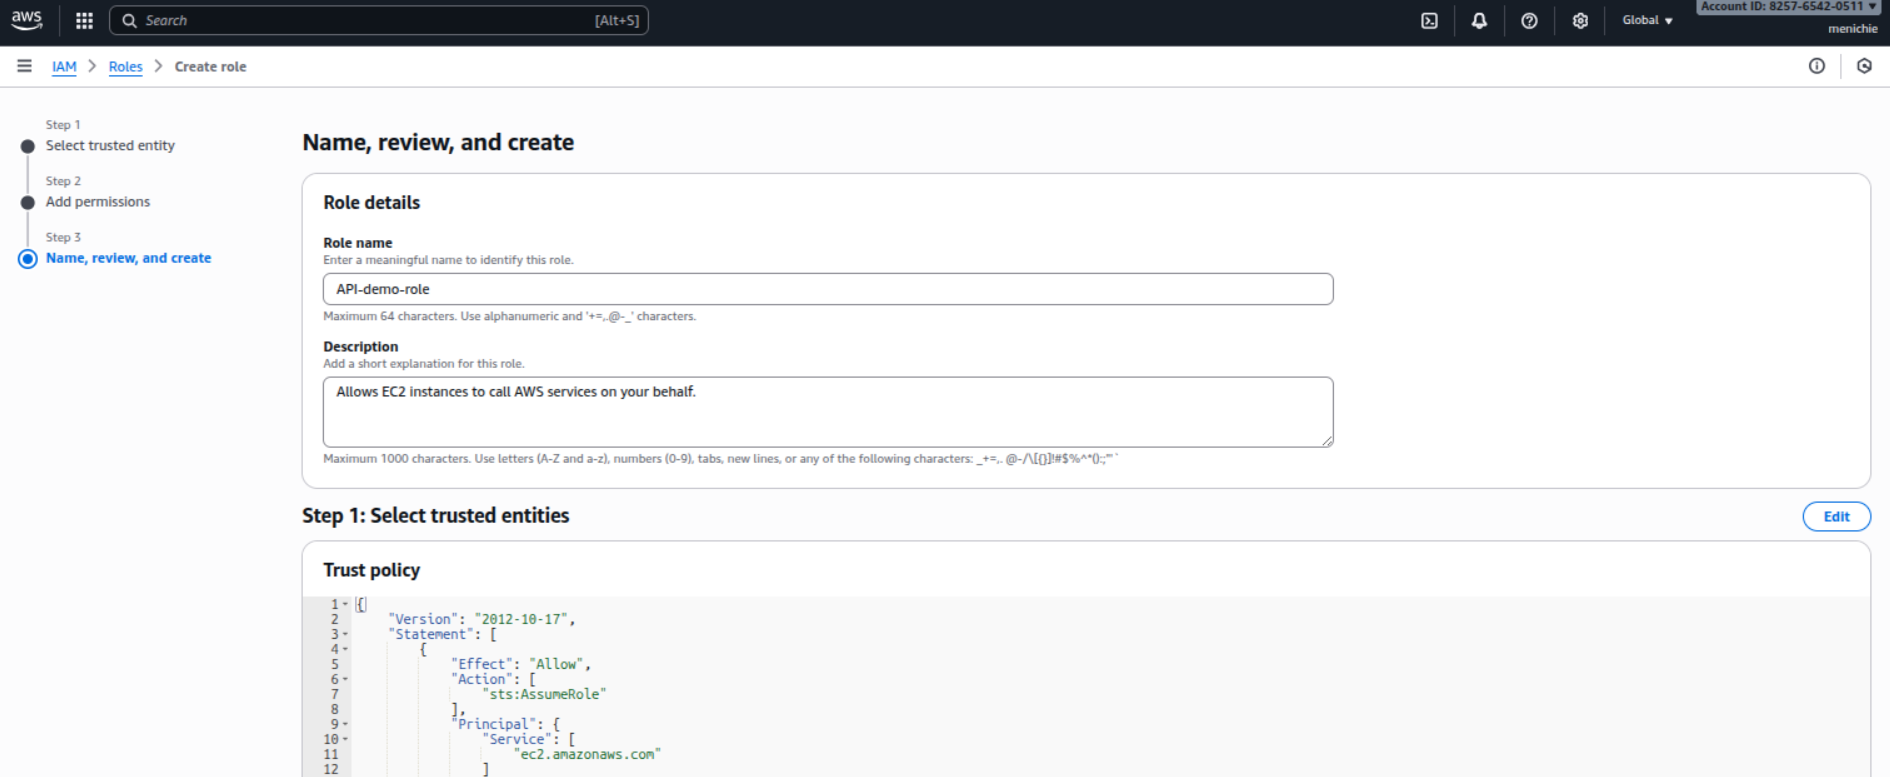 aws
Search [Alt+S]
Global
Account ID: 8257-6542-0511
menichie
IAM
Roles
Create role
Step 1
Select trusted entity
Step 2
Add permissions
Step 3
Name, review, and create
Name, review, and create
Role details
Role name
Enter a meaningful name to identify this role.
API-demo-role
Maximum 64 characters. Use alphanumeric and '+=,.@-_' characters.
Description
Add a short explanation for this role.
Allows EC2 instances to call AWS services on your behalf.
Maximum 1000 characters. Use letters (A-Z and a-z), numbers (0-9), tabs, new lines, or any of the following characters: _+=,. @-/\[{}]!#$%^*();:"'`
Step 1: Select trusted entities
Edit
Trust policy
1 {
2 "Version": "2012-10-17",
3 "Statement": [
4 {
5 "Effect": "Allow",
6 "Action": [
7 "sts:AssumeRole"
8 ],
9 "Principal": {
10 "Service": [
11 "ec2.amazonaws.com"
12 ]